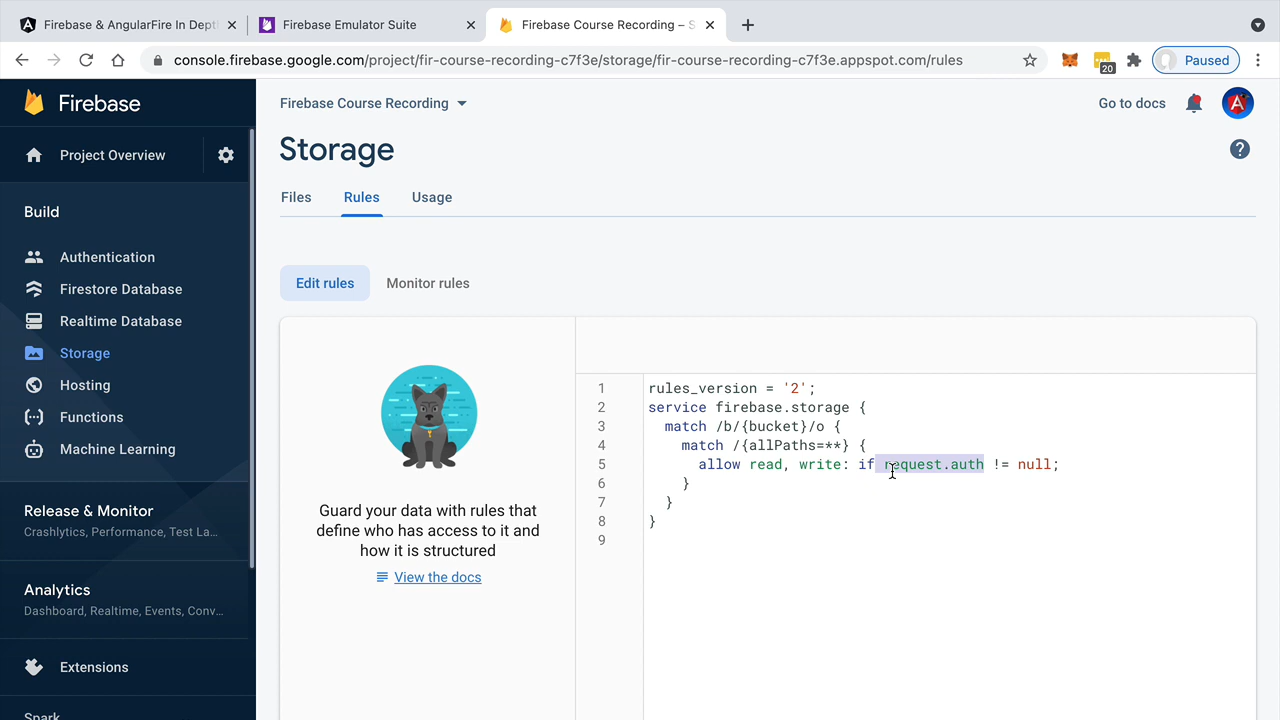 Firebase & AngularFire In Dept
Firebase Emulator Suite
Firebase Course Recording – S
console.firebase.google.com/project/fir-course-recording-c7f3e/storage/fir-course-recording-c7f3e.appspot.com/rules
20
Paused
Firebase
Firebase Course Recording
Go to docs
Project Overview
Storage
Files
Rules
Usage
Build
Authentication
Firestore Database
Realtime Database
Storage
Hosting
Functions
Machine Learning
Release & Monitor
Crashlytics, Performance, Test La...
Analytics
Dashboard, Realtime, Events, Conv...
Extensions
Spark
Edit rules
Monitor rules
Guard your data with rules that
define who has access to it and
how it is structured
View the docs
1 rules_version = '2';
2 service firebase.storage {
3 match /b/{bucket}/o {
4 match /{allPaths=**} {
5 allow read, write: if request.auth != null;
6 }
7 }
8 }
9